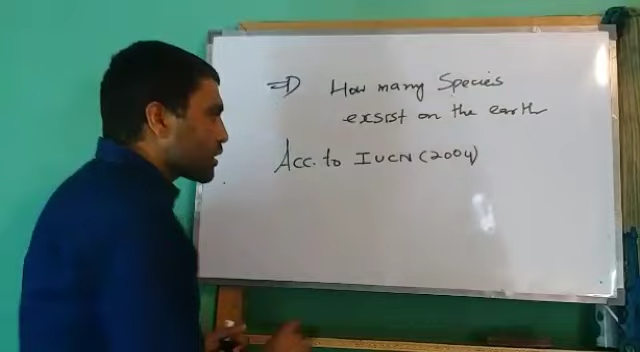 ⇒ How many Species
exsist on the earth
Acc. to IUCN (2004)